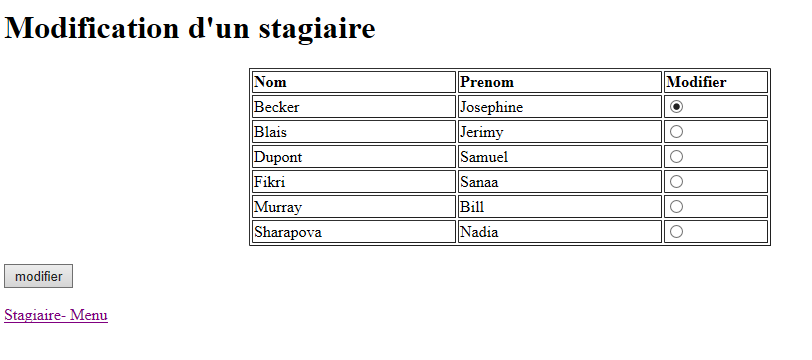 Modification d'un stagiaire
Nom Prenom Modifier
Becker Josephine
Blais Jerimy
Dupont Samuel
Fikri Sanaa
Murray Bill
Sharapova Nadia
modifier
Stagiaire- Menu